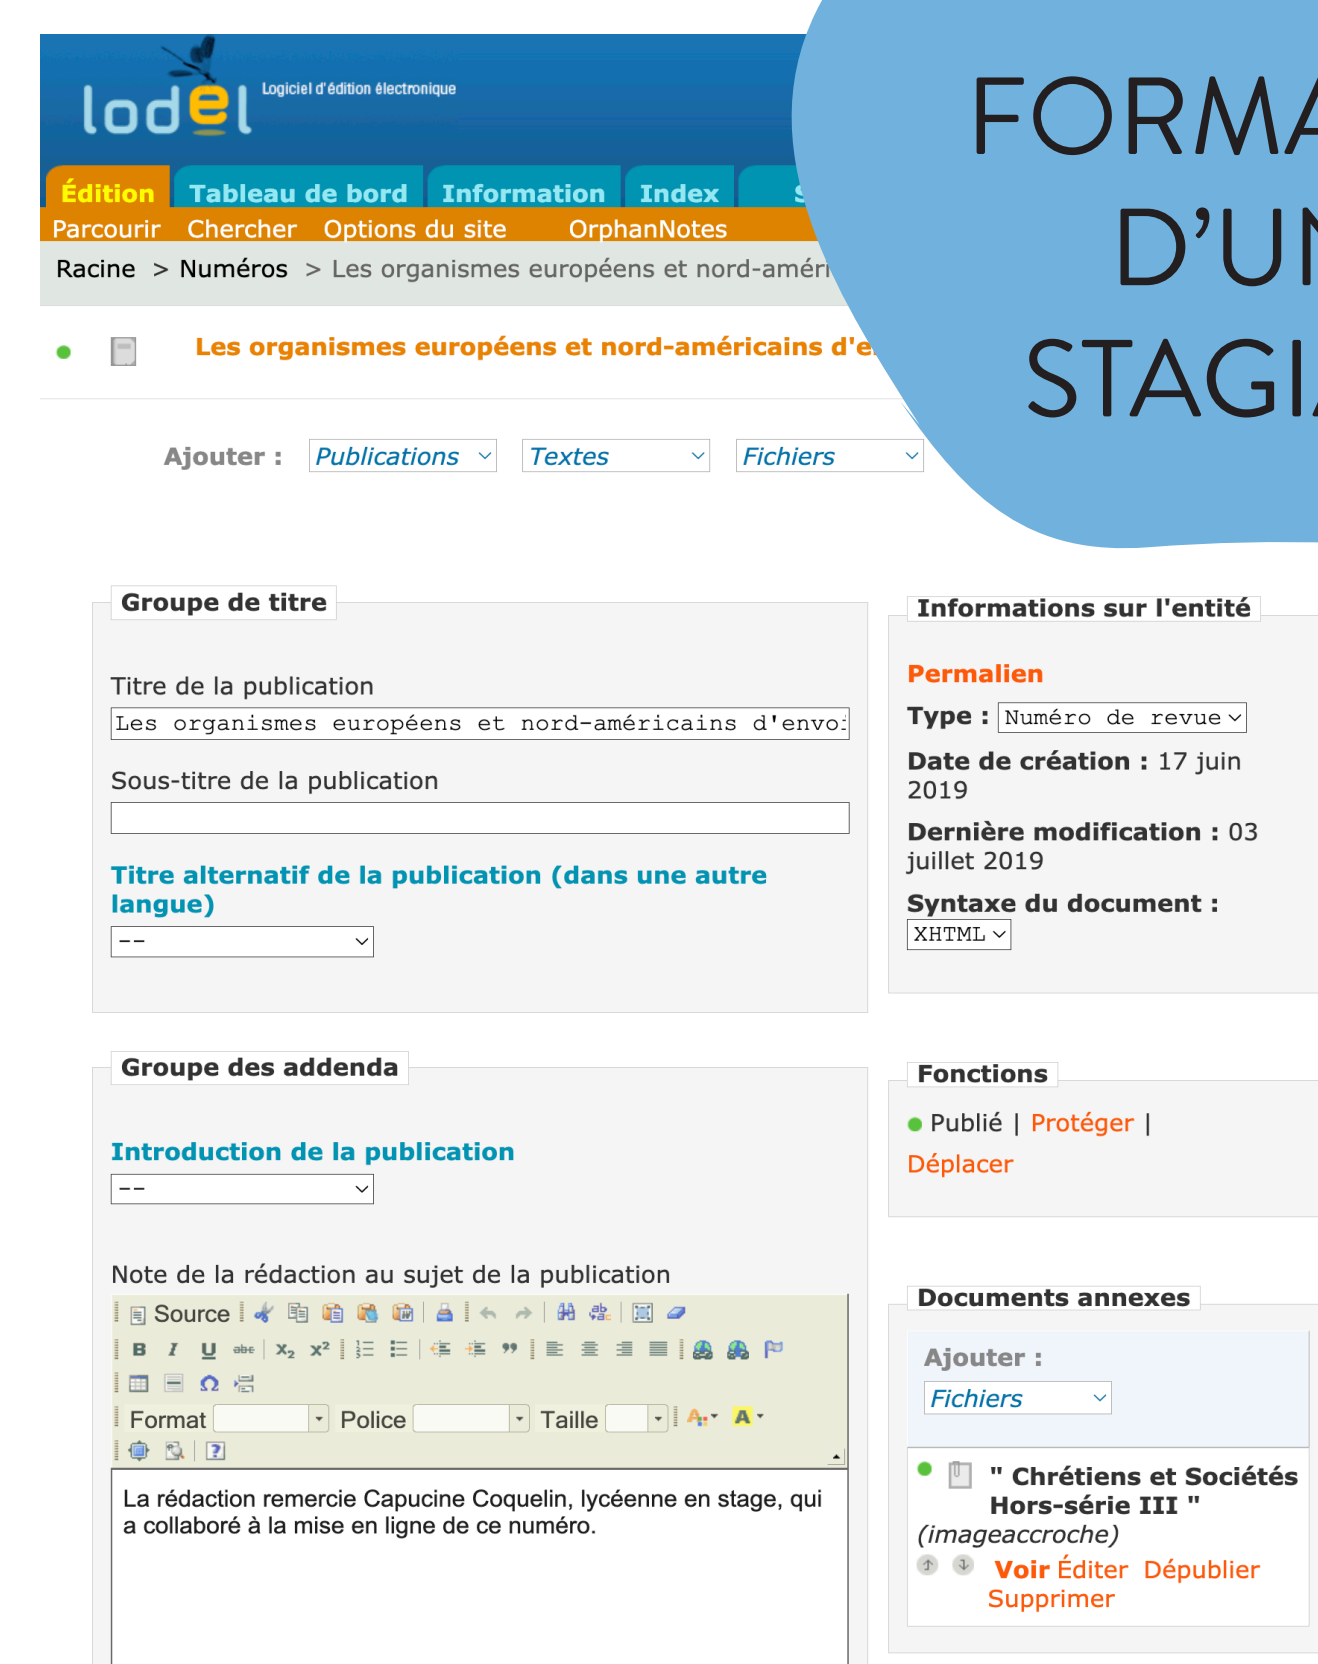 lodel
Logiciel d'édition électronique
FORMA
D'UN
STAGIA
Édition Tableau de bord Information Index
Parcourir Chercher Options du site OrphanNotes
Racine > Numéros > Les organismes européens et nord-améri
Les organismes européens et nord-américains d'e
Ajouter : Publications Textes Fichiers
Groupe de titre
Titre de la publication
Les organismes européens et nord-américains d'envoi
Sous-titre de la publication
Titre alternatif de la publication (dans une autre
langue)
--
Groupe des addenda
Introduction de la publication
--
Note de la rédaction au sujet de la publication
Source
B I U abc X₂ X²
Format Police Taille
La rédaction remercie Capucine Coquelin, lycéenne en stage, qui
a collaboré à la mise en ligne de ce numéro.
Informations sur l'entité
Permalien
Type : Numéro de revue
Date de création : 17 juin
2019
Dernière modification : 03
juillet 2019
Syntaxe du document :
XHTML
Fonctions
Publié | Protéger |
Déplacer
Documents annexes
Ajouter :
Fichiers
" Chrétiens et Sociétés
Hors-série III "
(imageaccroche)
Voir Éditer Dépublier
Supprimer